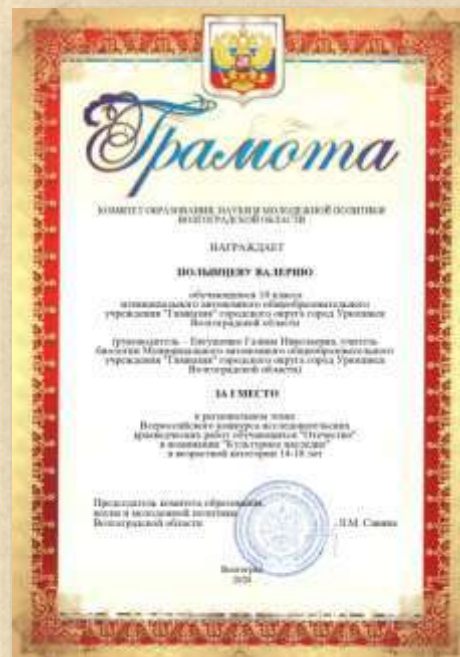 Грамота
КОМИТЕТ ОБРАЗОВАНИЯ, НАУКИ И МОЛОДЕЖНОЙ ПОЛИТИКИ
ВОЛГОГРАДСКОЙ ОБЛАСТИ
НАГРАЖДАЕТ
ВАЛЕРИЮ
обучающуюся 10 класса
муниципального автономного общеобразовательного
учреждения "Гимназия" городского округа город Урюпинск
Волгоградской области
(руководитель – Евтушенко Галина Николаевна, учитель
биологии Муниципального автономного общеобразовательного
учреждения "Гимназия" городского округа город Урюпинск
Волгоградской области)
ЗА I МЕСТО
в региональном этапе
Всероссийского конкурса исследовательских
краеведческих работ обучающихся "Отечество"
в номинации "Культурное наследие"
в возрастной категории 14-18 лет
Председатель комитета образования,
науки и молодежной политики
Волгоградской области Л.М. Савина
Волгоград
2020